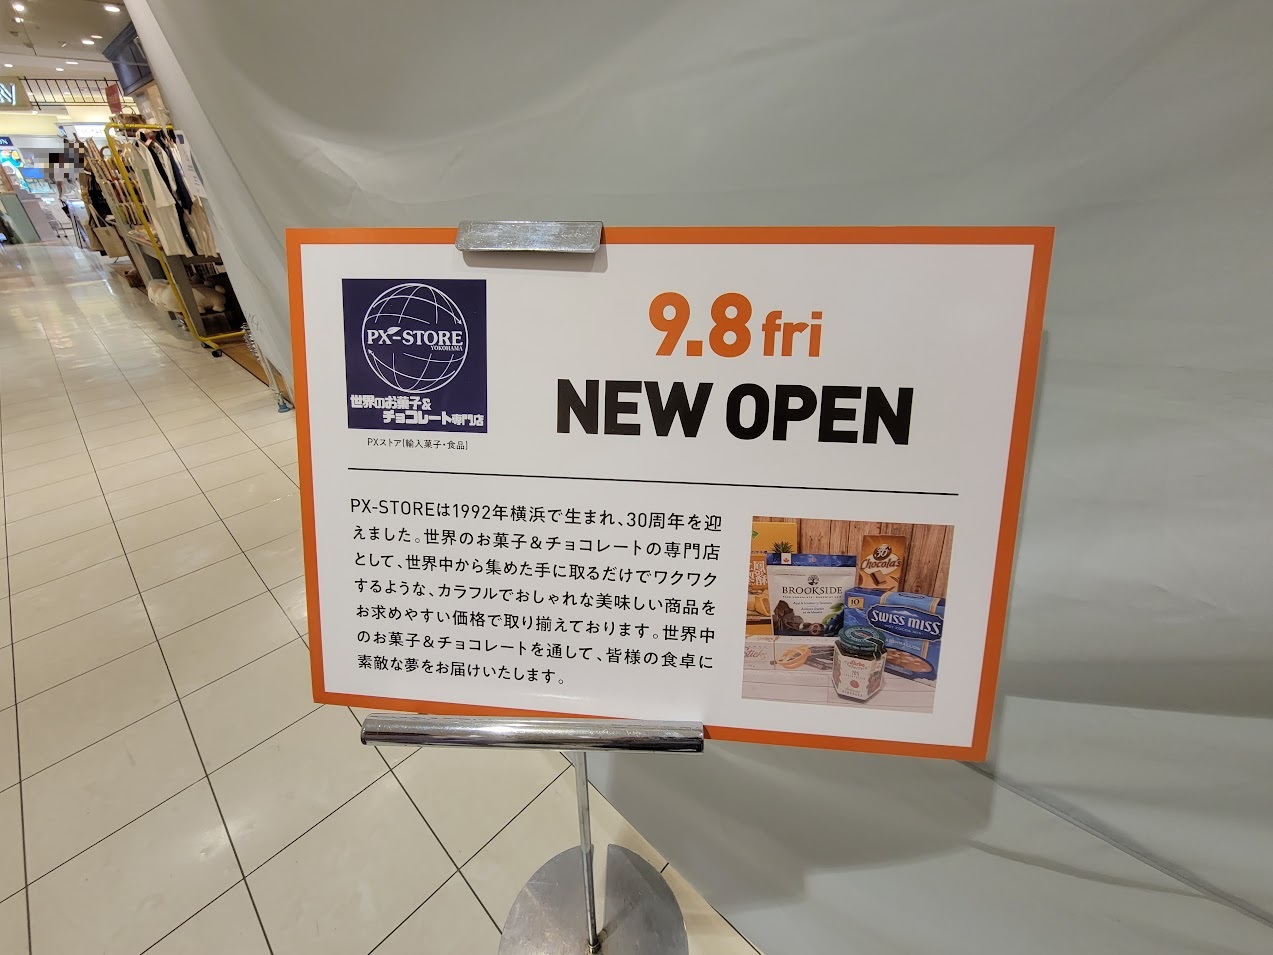 PX-STORE
YOKOHAMA
世界のお菓子&
チョコレート専門店
PXストア[輸入菓子・食品]
9.8 fri
NEW OPEN
PX-STOREは1992年横浜で生まれ、30周年を迎
えました。世界のお菓子&チョコレートの専門店
として、世界中から集めた手に取るだけでワクワク
するような、カラフルでおしゃれな美味しい商品を
お求めやすい価格で取り揃えております。世界中
のお菓子&チョコレートを通して、皆様の食卓に
素敵な夢をお届けいたします。
BROOKSIDE
Chocolas
10
SWISS MISS